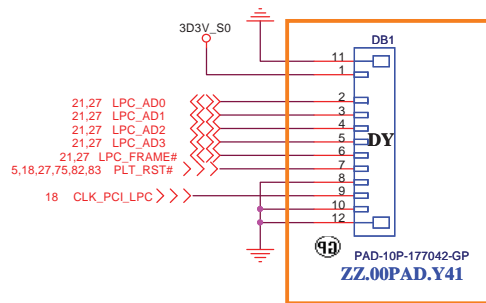 3D3V_S0
DB1
11
1
21,27 LPC_AD0 2
21,27 LPC_AD1 3
21,27 LPC_AD2 4
21,27 LPC_AD3 5
DY
21,27 LPC_FRAME# 6
5,18,27,75,82,83 PLT_RST# 7
8
18 CLK_PCI_LPC 9
10
12
GP
PAD-10P-177042-GP
ZZ.00PAD.Y41